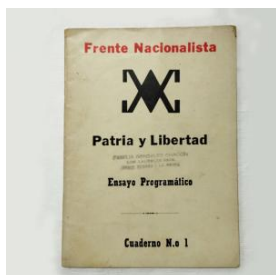 Frente Nacionalista
Patria y Libertad
Ensayo Programático
Cuaderno N.o 1